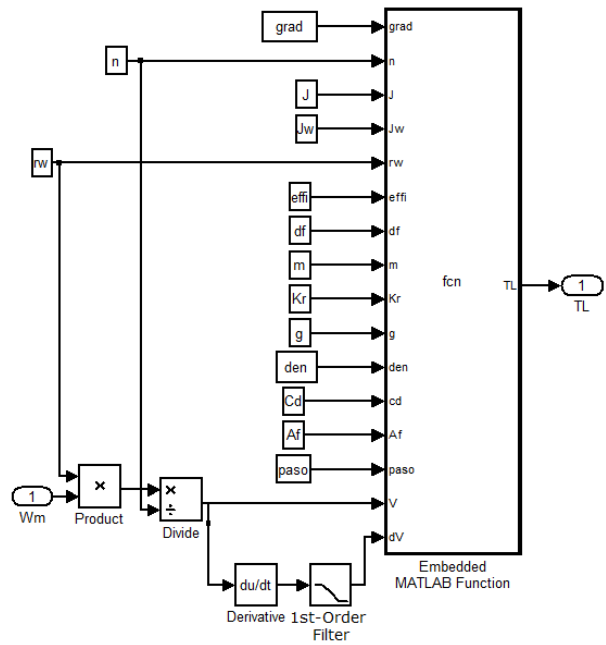 grad
grad
n
n
J
J
Jw
Jw
rw
rw
effi
effi
df
df
m
m
fcn
Kr
Kr
TL
1
TL
g
g
den
den
Cd
cd
Af
Af
paso
paso
×
1
Wm
Product
×
÷
Divide
V
dV
Embedded
MATLAB Function
du/dt
Derivative
1st-Order
Filter